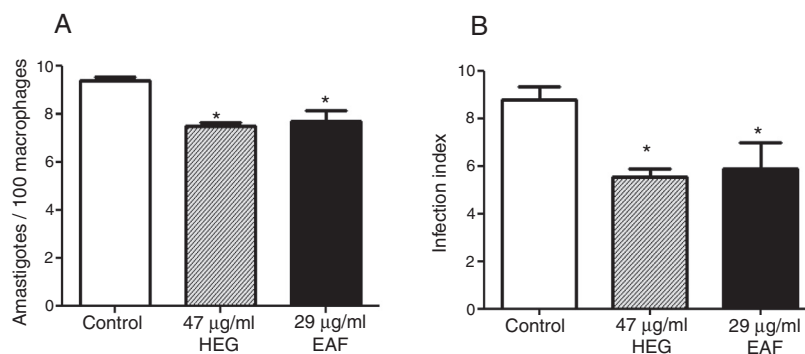 A
Amastigotes / 100 macrophages
10
8
6
4
2
0
*
*
Control
47 µg/ml
HEG
29 µg/ml
EAF
B
Infection index
10
8
6
4
2
0
*
*
Control
47 µg/ml
HEG
29 µg/ml
EAF